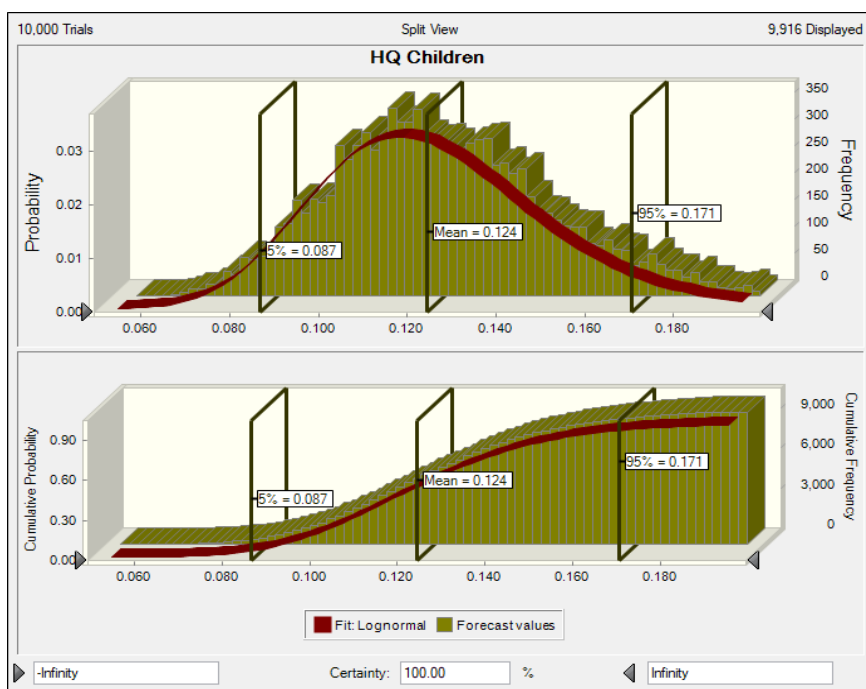 10,000 Trials Split View 9,916 Displayed
HQ Children
Probability
0.03
0.02
0.01
0.00
Frequency
350
300
250
200
150
100
50
0
5% = 0.087
Mean = 0.124
95% = 0.171
0.060 0.080 0.100 0.120 0.140 0.160 0.180
Cumulative Probability
0.90
0.60
0.30
0.00
Cumulative Frequency
9,000
6,000
3,000
0
5% = 0.087
Mean = 0.124
95% = 0.171
0.060 0.080 0.100 0.120 0.140 0.160 0.180
Fit: Lognormal Forecast values
-Infinity Certainty: 100.00 % Infinity